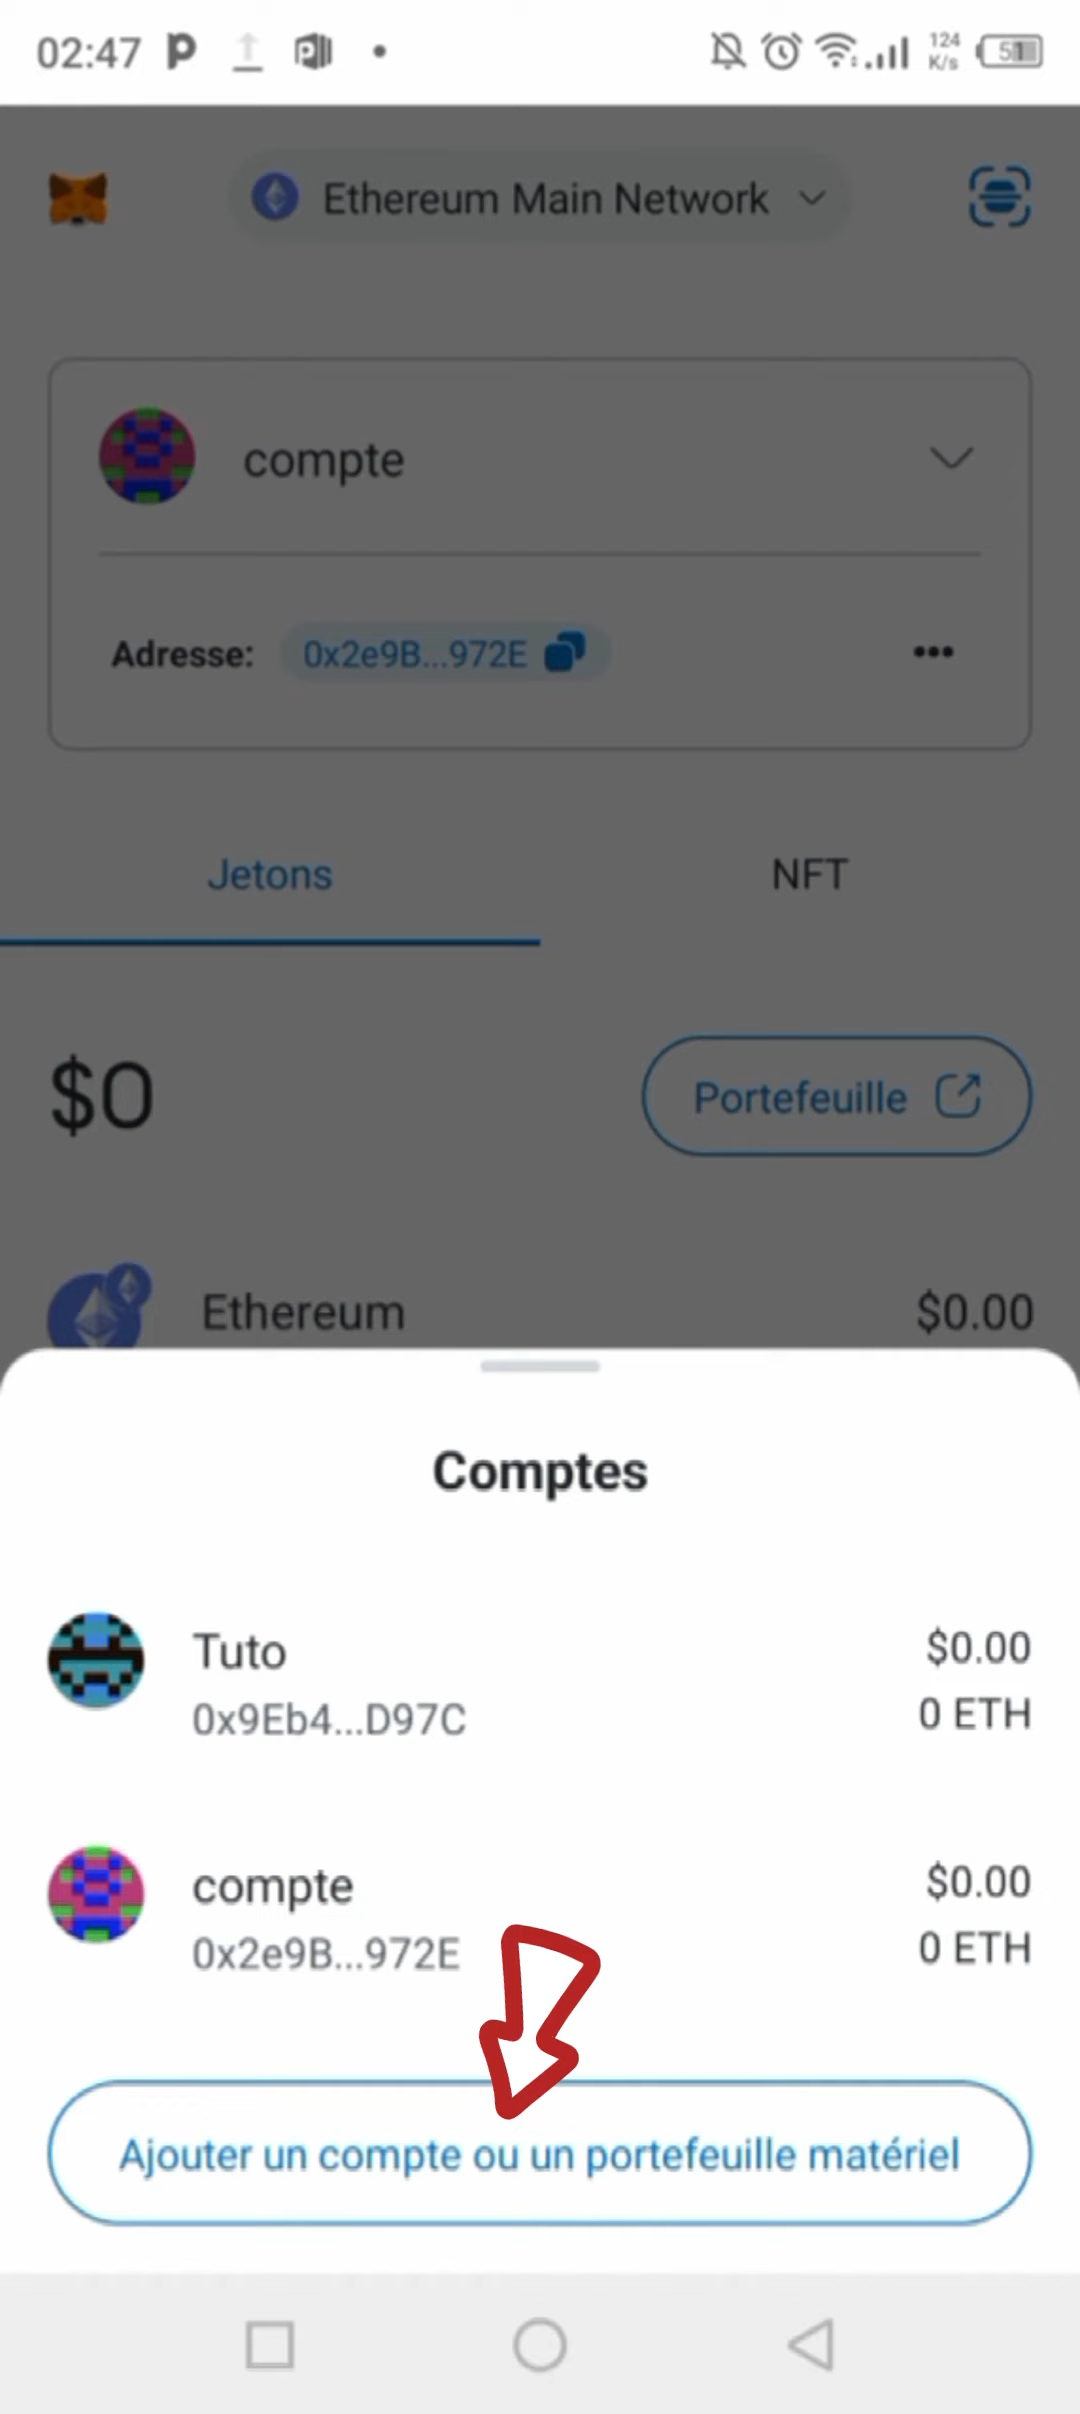 02:47
124
K/s
51
Ethereum Main Network
compte
Adresse: 0x2e9B...972E
Jetons
NFT
$0
Portefeuille
Ethereum
$0.00
Comptes
Tuto
$0.00
0x9Eb4...D97C
0 ETH
compte
$0.00
0x2e9B...972E
0 ETH
Ajouter un compte ou un portefeuille matériel